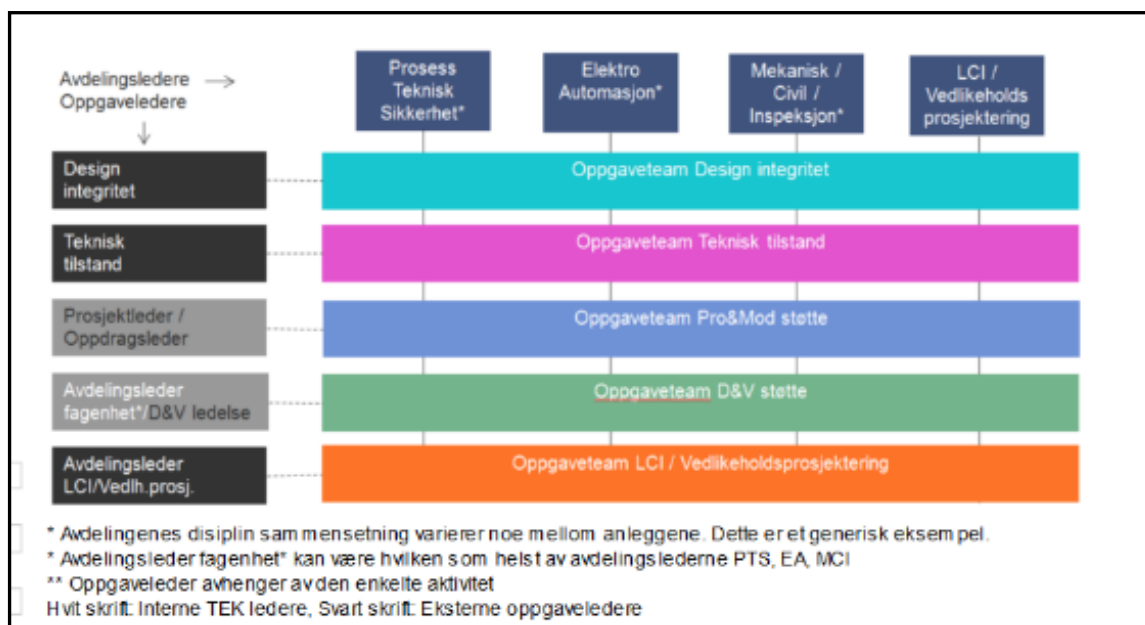 Avdelingsledere →
Oppgaveledere
Prosess
Teknisk
Sikkerhet*
Elektro
Automasjon*
Mekanisk /
Civil /
Inspeksjon*
LCI /
Vedlikeholds
prosjektering
Design
integritet
Oppgaveteam Design integritet
Teknisk
tilstand
Oppgaveteam Teknisk tilstand
Prosjektleder /
Oppdragsleder
Oppgaveteam Pro&Mod støtte
Avdelingsleder
fagenhet*/D&V ledelse
Oppgaveteam D&V støtte
Avdelingsleder
LCI/Vedlh.prosj.
Oppgaveteam LCI / Vedlikeholdsprosjektering
* Avdelingenes disiplin sammensetning varierer noe mellom anleggene. Dette er et generisk eksempel.
* Avdelingsleder fagenhet* kan være hvilken som helst av avdelingslederne PTS, EA, MCI
** Oppgaveleder avhenger av den enkelte aktivitet
Hvit skrift: Interne TEK ledere, Svart skrift: Eksterne oppgaveledere